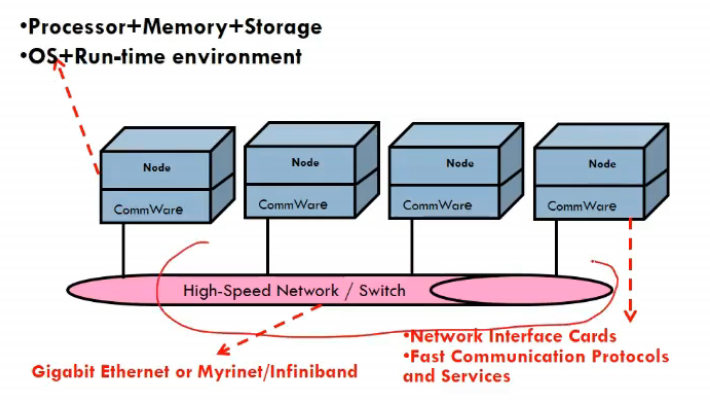 •Processor+Memory+Storage
•OS+Run-time environment
Node
Node
Node
Node
CommWare
CommWare
CommWare
CommWare
High-Speed Network / Switch
•Network Interface Cards
•Fast Communication Protocols
and Services
Gigabit Ethernet or Myrinet/Infiniband